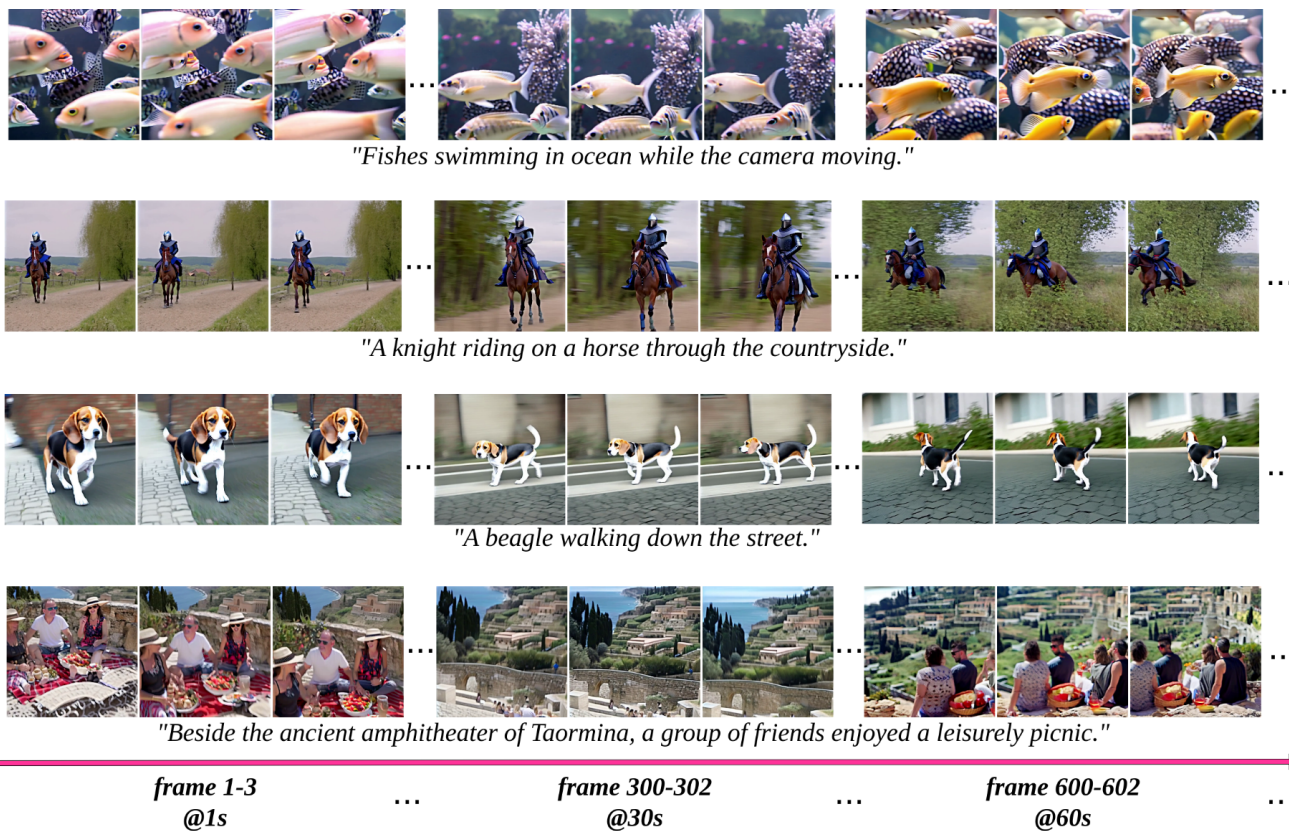 "Fishes swimming in ocean while the camera moving."
"A knight riding on a horse through the countryside."
"A beagle walking down the street."
"Beside the ancient amphitheater of Taormina, a group of friends enjoyed a leisurely picnic."
frame 1-3 ... frame 300-302 ... frame 600-602
@1s @30s @60s